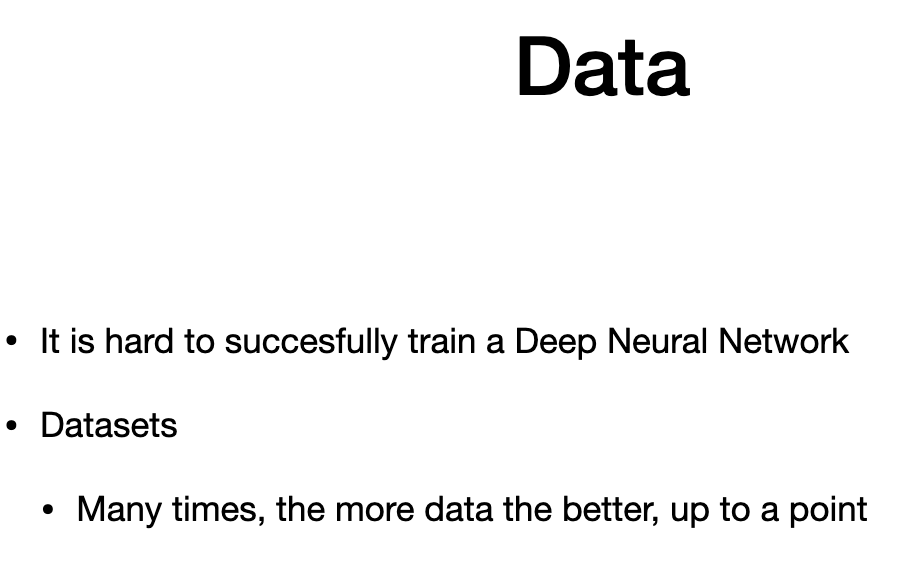 Data
• It is hard to succesfully train a Deep Neural Network
• Datasets
• Many times, the more data the better, up to a point